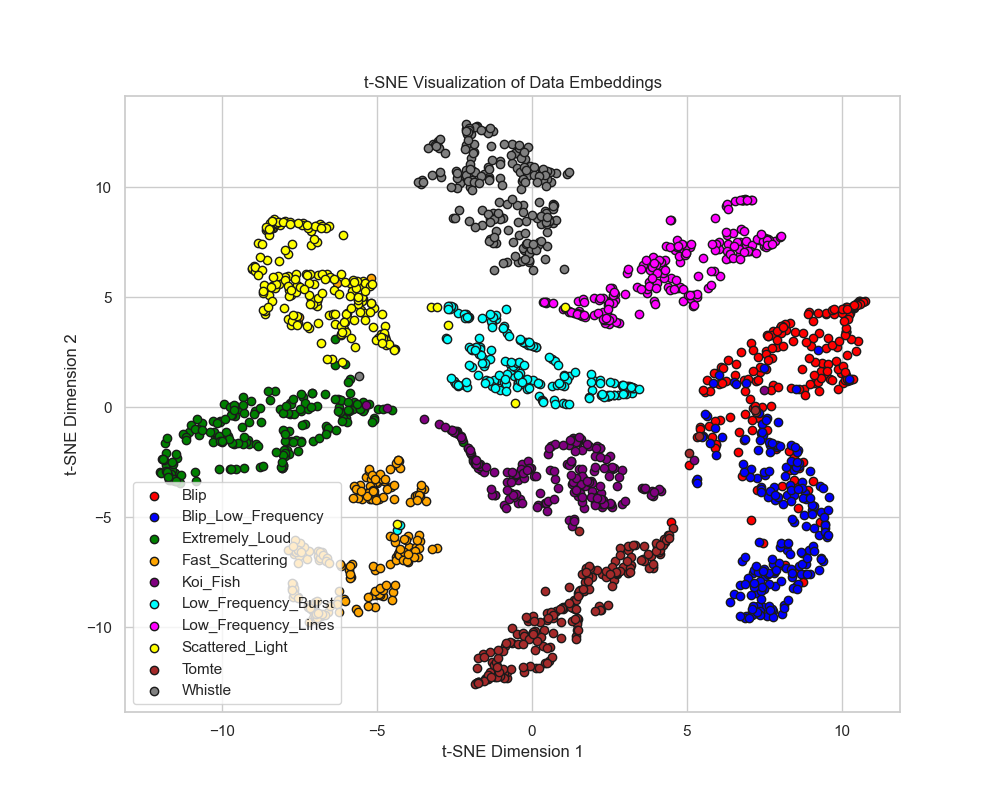 t-SNE Visualization of Data Embeddings
10
5
0
−5
−10
t-SNE Dimension 2
Blip
Blip_Low_Frequency
Extremely_Loud
Fast_Scattering
Koi_Fish
Low_Frequency_Burst
Low_Frequency_Lines
Scattered_Light
Tomte
Whistle
−10
−5
0
5
10
t-SNE Dimension 1